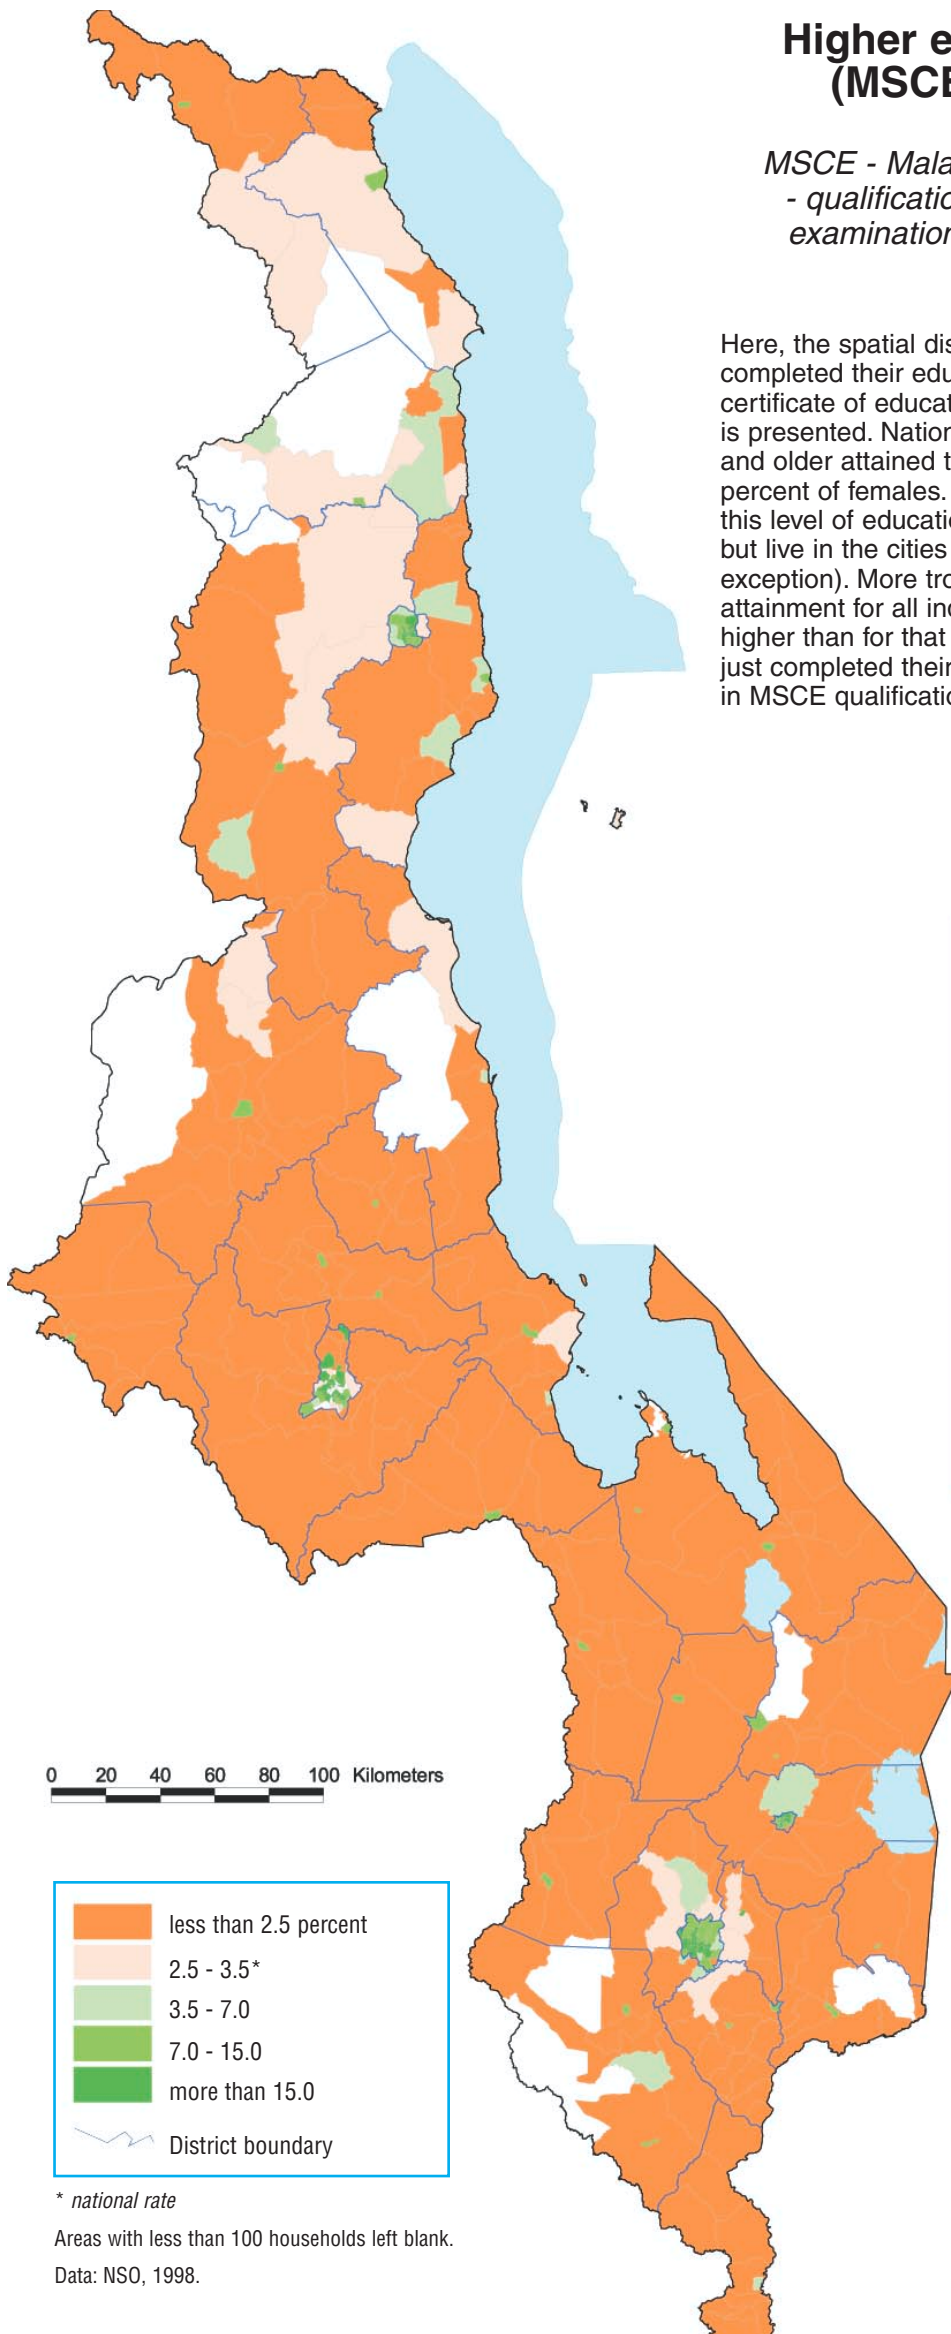 Higher e
(MSCE
MSCE - Mala
- qualificatio
examination
Here, the spatial dis
completed their edu
certificate of educat
is presented. Nation
and older attained t
percent of females.
this level of educatio
but live in the cities
exception). More tro
attainment for all inc
higher than for that
just completed their
in MSCE qualificatio
0 20 40 60 80 100 Kilometers
less than 2.5 percent
2.5 - 3.5*
3.5 - 7.0
7.0 - 15.0
more than 15.0
District boundary
* national rate
Areas with less than 100 households left blank.
Data: NSO, 1998.